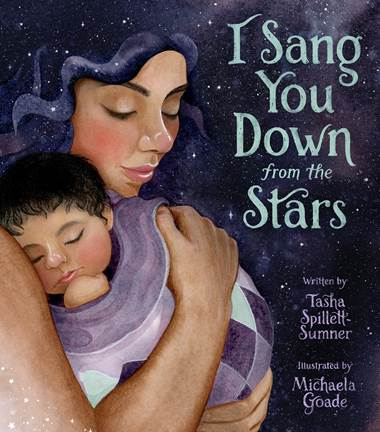 I Sang
You
Down
from the
Stars
Written by
Tasha
Spillett-
Sumner
Illustrated by
Michaela
Goade